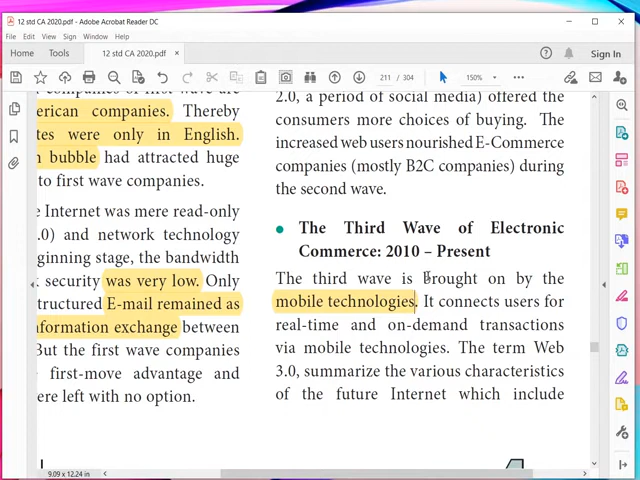 12 std CA 2020.pdf - Adobe Acrobat Reader DC
File Edit View Sign Window Help
Home Tools 12 std CA 2020.pdf × Sign In
211 / 304 150%
erican companies. Thereby
tes were only in English.
bubble had attracted huge
to first wave companies.
e Internet was mere read-only
.0) and network technology
ginning stage, the bandwidth
security was very low. Only
structured E-mail remained as
nformation exchange between
But the first wave companies
first-move advantage and
ere left with no option.
2.0, a period of social media) offered the
consumers more choices of buying. The
increased web users nourished E-Commerce
companies (mostly B2C companies) during
the second wave.
The Third Wave of Electronic
Commerce: 2010 – Present
The third wave is brought on by the
mobile technologies. It connects users for
real-time and on-demand transactions
via mobile technologies. The term Web
3.0, summarize the various characteristics
of the future Internet which include
9.09 x 12.24 in